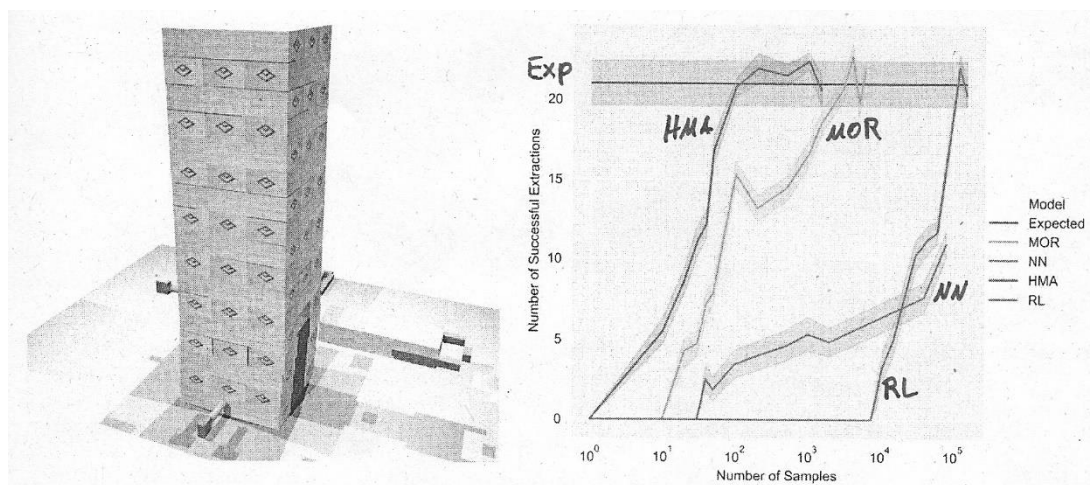 Exp
HMA
MOR
NN
RL
20
15
10
5
0
10^0
10^1
10^2
10^3
10^4
10^5
Number of Successful Extractions
Number of Samples
Model
Expected
MOR
NN
HMA
RL